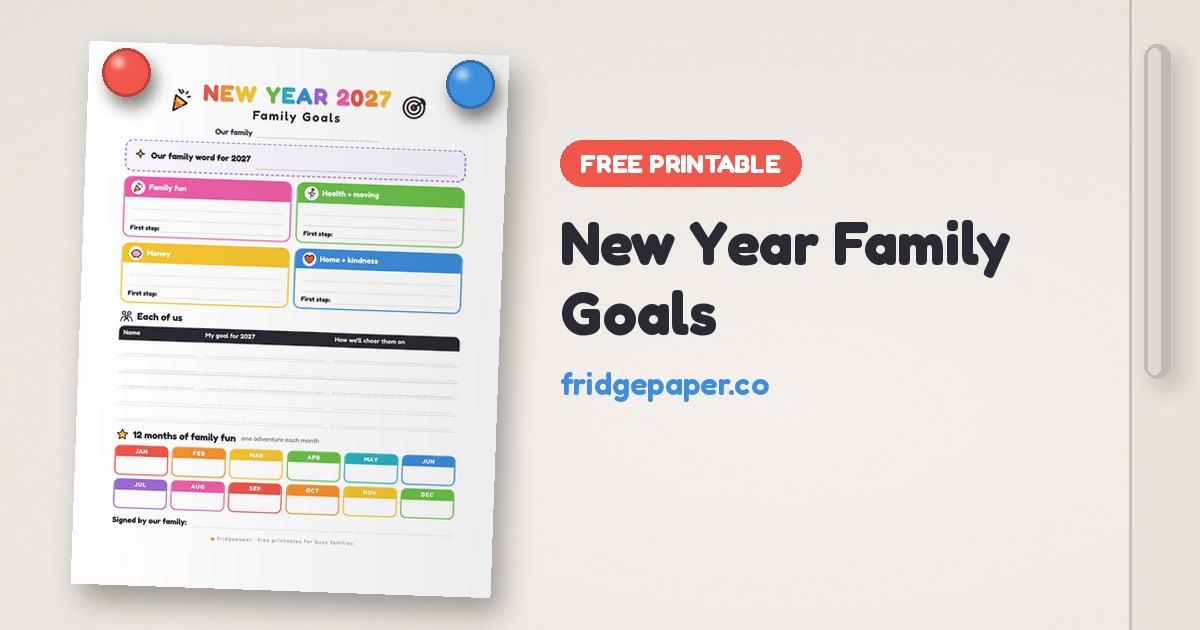 NEW YEAR 2027
Family Goals
Our family
Our family word for 2027
Family fun
First step:
Health + moving
First step:
Money
First step:
Home + kindness
First step:
Each of us
Name My goal for 2027 How we'll cheer them on
12 months of family fun one adventure each month
JAN FEB MAR APR MAY JUN
JUL AUG SEP OCT NOV DEC
Signed by our family:
fridgepaper · free printables for busy families
FREE PRINTABLE
New Year Family
Goals
fridgepaper.co